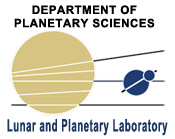 DEPARTMENT OF
PLANETARY SCIENCES
Lunar and Planetary Laboratory